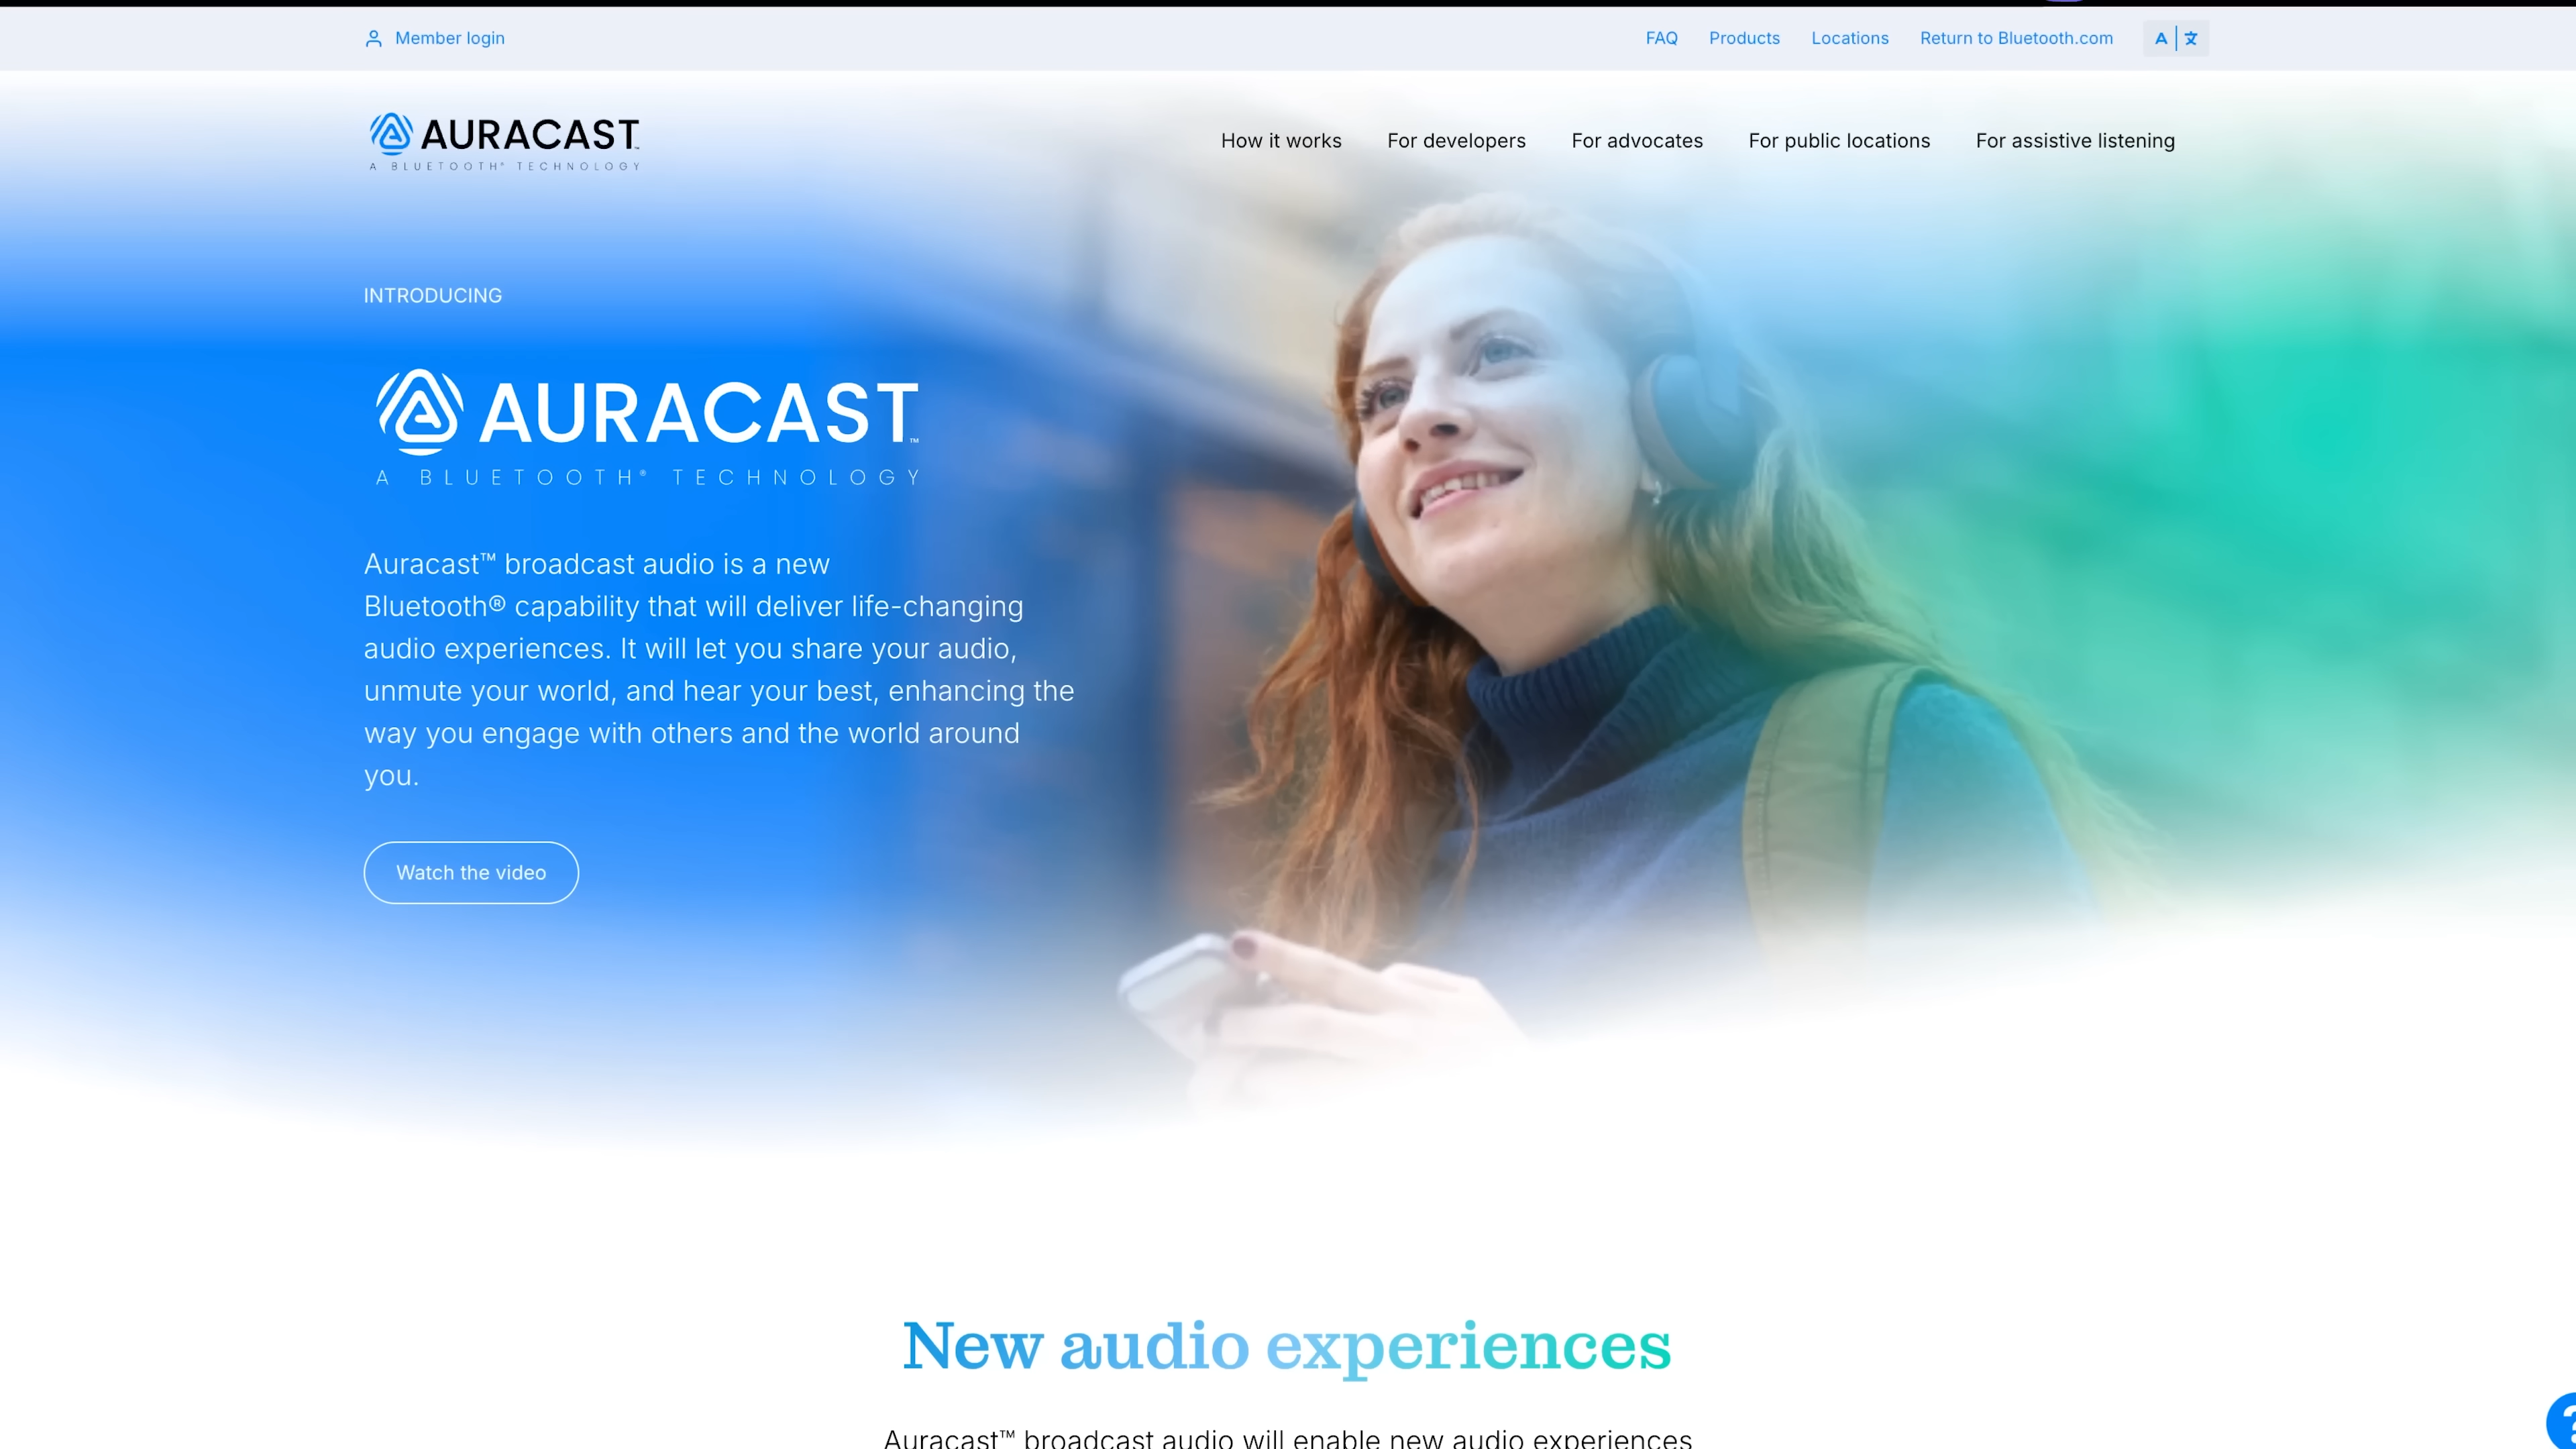 Member login
FAQ Products Locations Return to Bluetooth.com A 文
AURACAST™
A BLUETOOTH® TECHNOLOGY
How it works For developers For advocates For public locations For assistive listening
INTRODUCING
AURACAST™
A BLUETOOTH® TECHNOLOGY
Auracast™ broadcast audio is a new
Bluetooth® capability that will deliver life-changing
audio experiences. It will let you share your audio,
unmute your world, and hear your best, enhancing the
way you engage with others and the world around
you.
Watch the video
New audio experiences
Auracast™ broadcast audio will enable new audio experiences
?